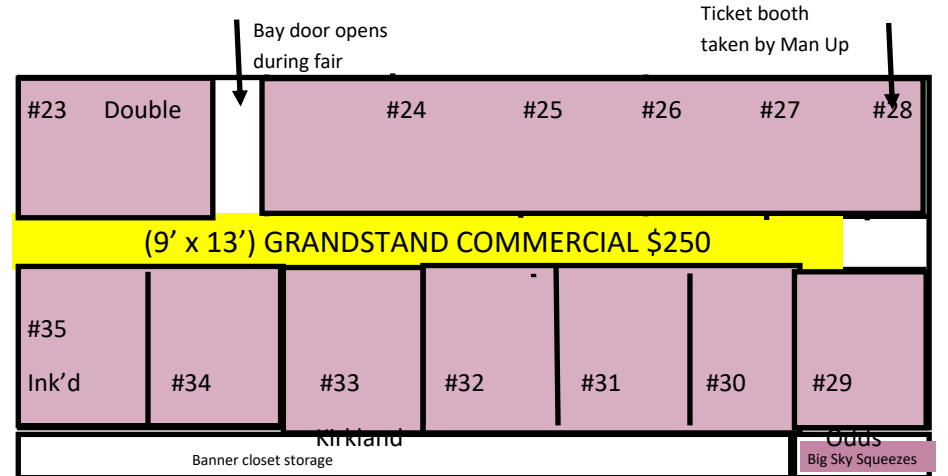 Bay door opens
during fair
Ticket booth
taken by Man Up
#23 Double
#24 #25 #26 #27 #28
(9’ x 13’) GRANDSTAND COMMERCIAL $250
#35
Ink’d #34 #33 #32 #31 #30 #29
Kirkland Odds
Banner closet storage Big Sky Squeezes